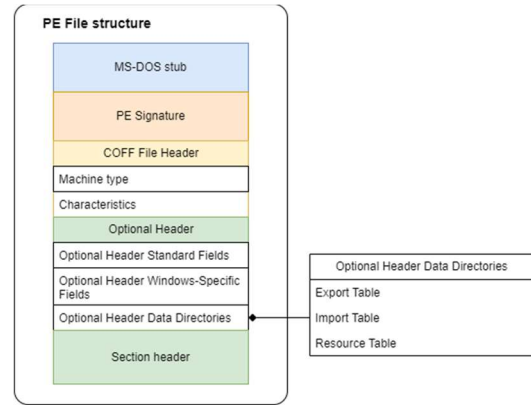 PE File structure
MS-DOS stub
PE Signature
COFF File Header
Machine type
Characteristics
Optional Header
Optional Header Standard Fields
Optional Header Windows-Specific
Fields
Optional Header Data Directories
Section header
Optional Header Data Directories
Export Table
Import Table
Resource Table